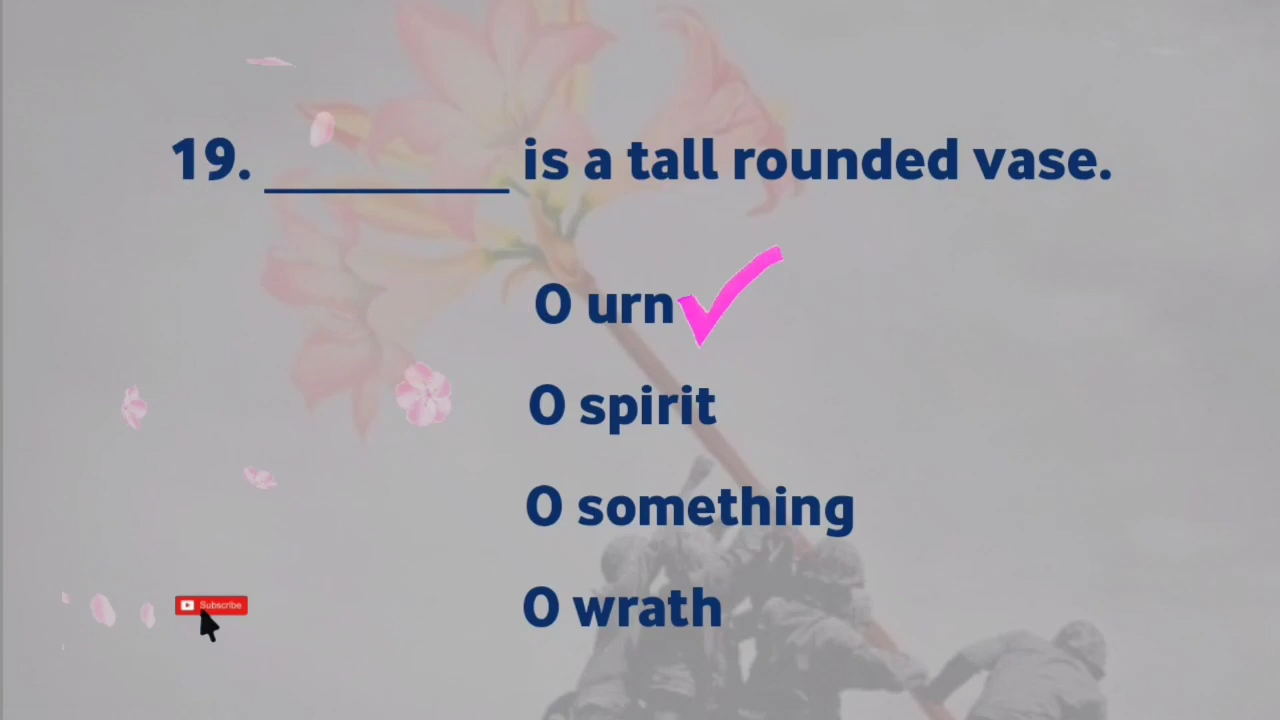 19. __________ is a tall rounded vase.
O urn
O spirit
O something
O wrath
Subscribe